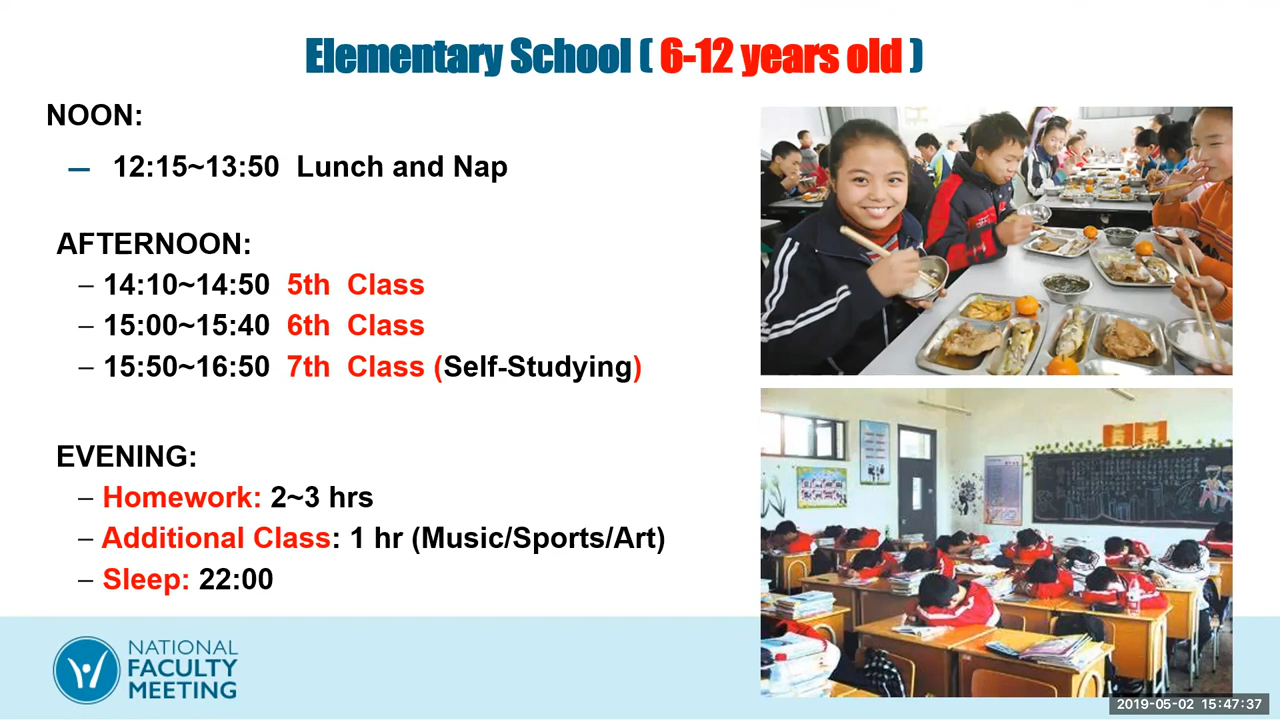 Elementary School ( 6-12 years old )
NOON:
– 12:15~13:50 Lunch and Nap
AFTERNOON:
– 14:10~14:50 5th Class
– 15:00~15:40 6th Class
– 15:50~16:50 7th Class (Self-Studying)
EVENING:
– Homework: 2~3 hrs
– Additional Class: 1 hr (Music/Sports/Art)
– Sleep: 22:00
NATIONAL
FACULTY
MEETING
2019-05-02 15:47:37